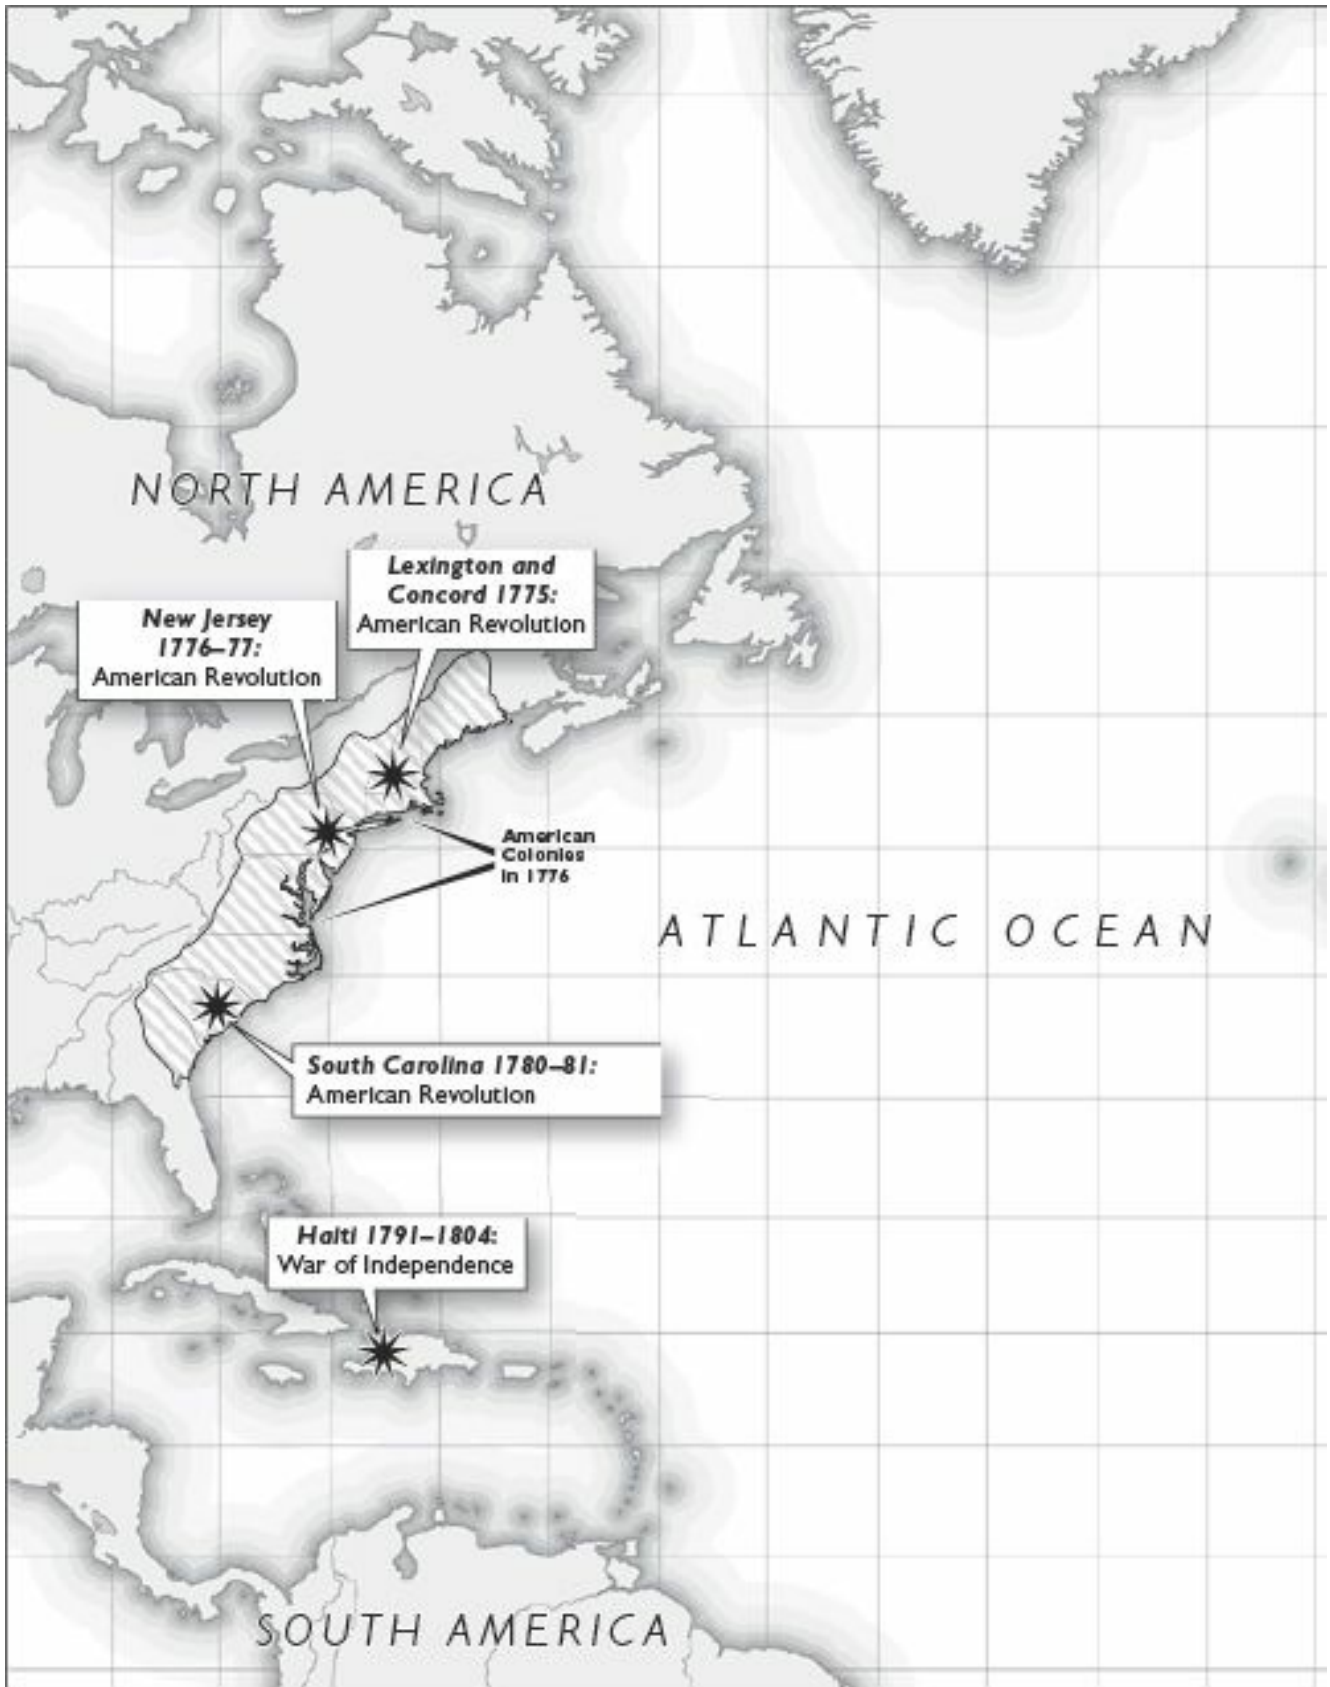 NORTH AMERICA
Lexington and
Concord 1775:
American Revolution
New Jersey
1776–77:
American Revolution
American
Colonies
in 1776
ATLANTIC OCEAN
South Carolina 1780–81:
American Revolution
Haiti 1791–1804:
War of Independence
SOUTH AMERICA